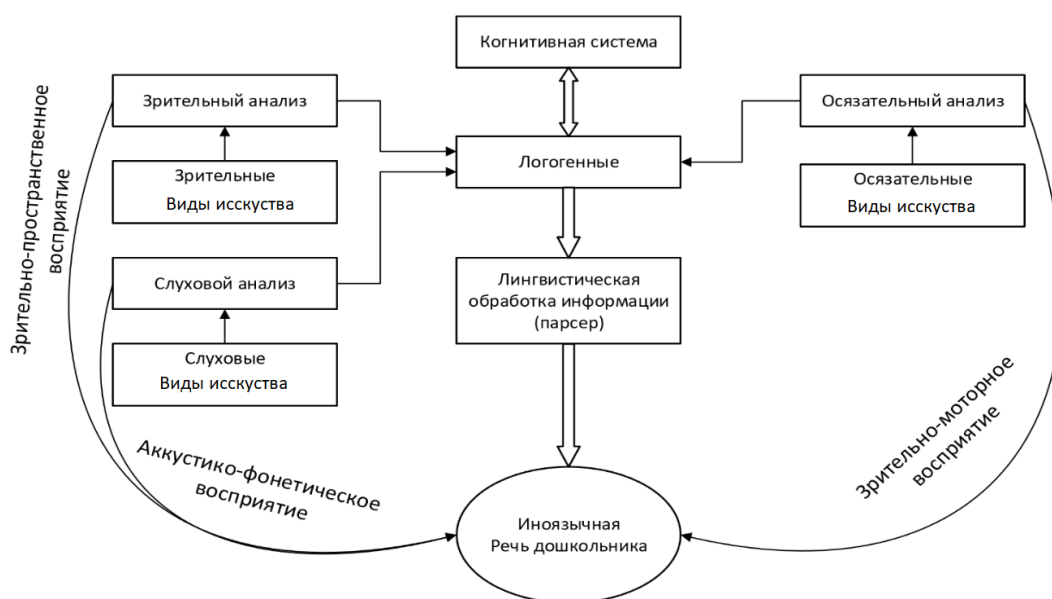 Когнитивная система
Зрительный анализ
Осязательный анализ
Логогенные
Зрительные
Виды исскуства
Осязательные
Виды исскуства
Зрительно-пространственное
восприятие
Слуховой анализ
Лингвистическая
обработка информации
(парсер)
Слуховые
Виды исскуства
Зрительно-моторное
восприятие
Аккустико-фонетическое
восприятие
Иноязычная
Речь дошкольника